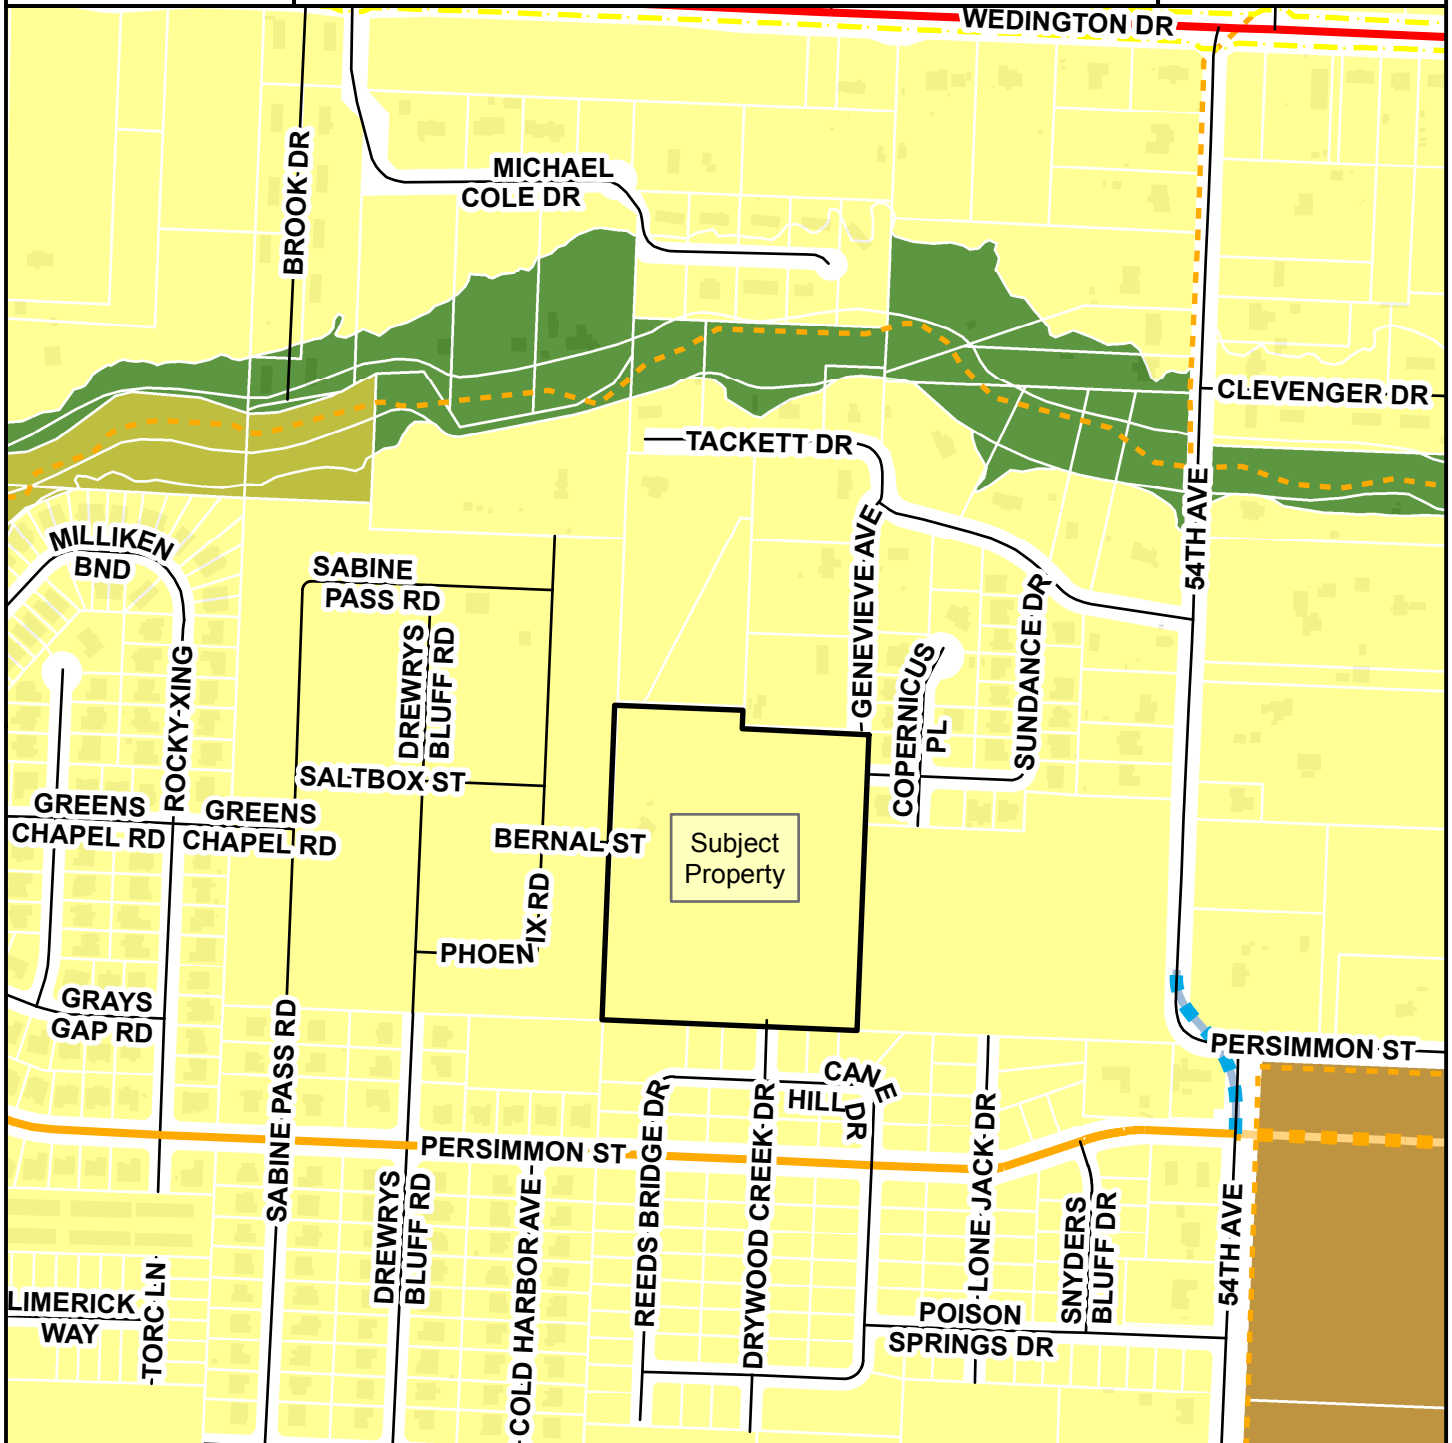 WEDINGTON DR
BROOK DR
MICHAEL
COLE DR
CLEVENGER DR
TACKETT DR
54TH AVE
MILLIKEN
BND
SABINE
PASS RD
DREWRYS
BLUFF RD
GENEVIEVE AVE
COPERNICUS
PL
SUNDANCE DR
ROCKY XING
SALTBOX ST
GREENS
CHAPEL RD
GREENS
CHAPEL RD
BERNAL ST
Subject
Property
PHOENIX RD
GRAYS
GAP RD
SABINE PASS RD
PERSIMMON ST
CANE
HILL DR
PERSIMMON ST
REEDS BRIDGE DR
DRYWOOD CREEK DR
LONE JACK DR
DREWRYS
BLUFF RD
COLD HARBOR AVE
SNYDERS
BLUFF DR
54TH AVE
LIMERICK
WAY
TORC LN
POISON
SPRINGS DR